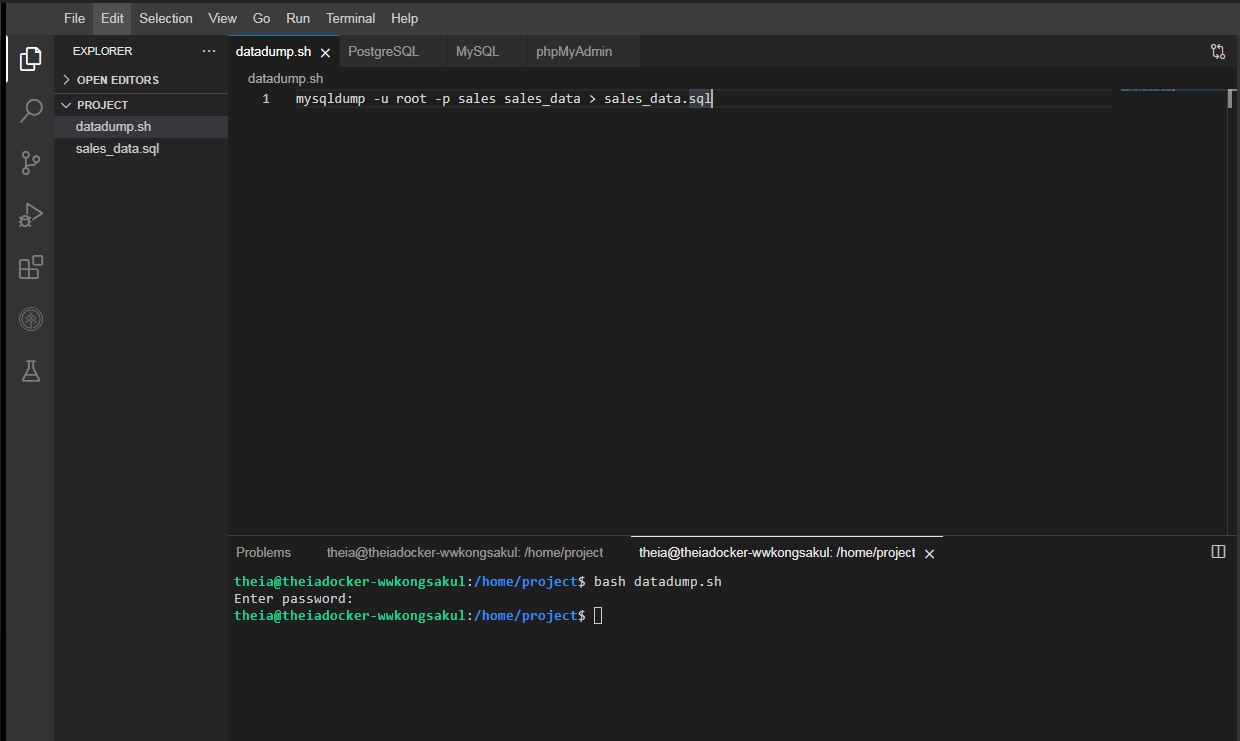 File Edit Selection View Go Run Terminal Help
EXPLORER ...
OPEN EDITORS
PROJECT
datadump.sh
sales_data.sql
datadump.sh PostgreSQL MySQL phpMyAdmin
datadump.sh
1 mysqldump -u root -p sales sales_data > sales_data.sql
Problems theia@theiadocker-wwkongsakul: /home/project theia@theiadocker-wwkongsakul: /home/project
theia@theiadocker-wwkongsakul:/home/project$ bash datadump.sh
Enter password:
theia@theiadocker-wwkongsakul:/home/project$